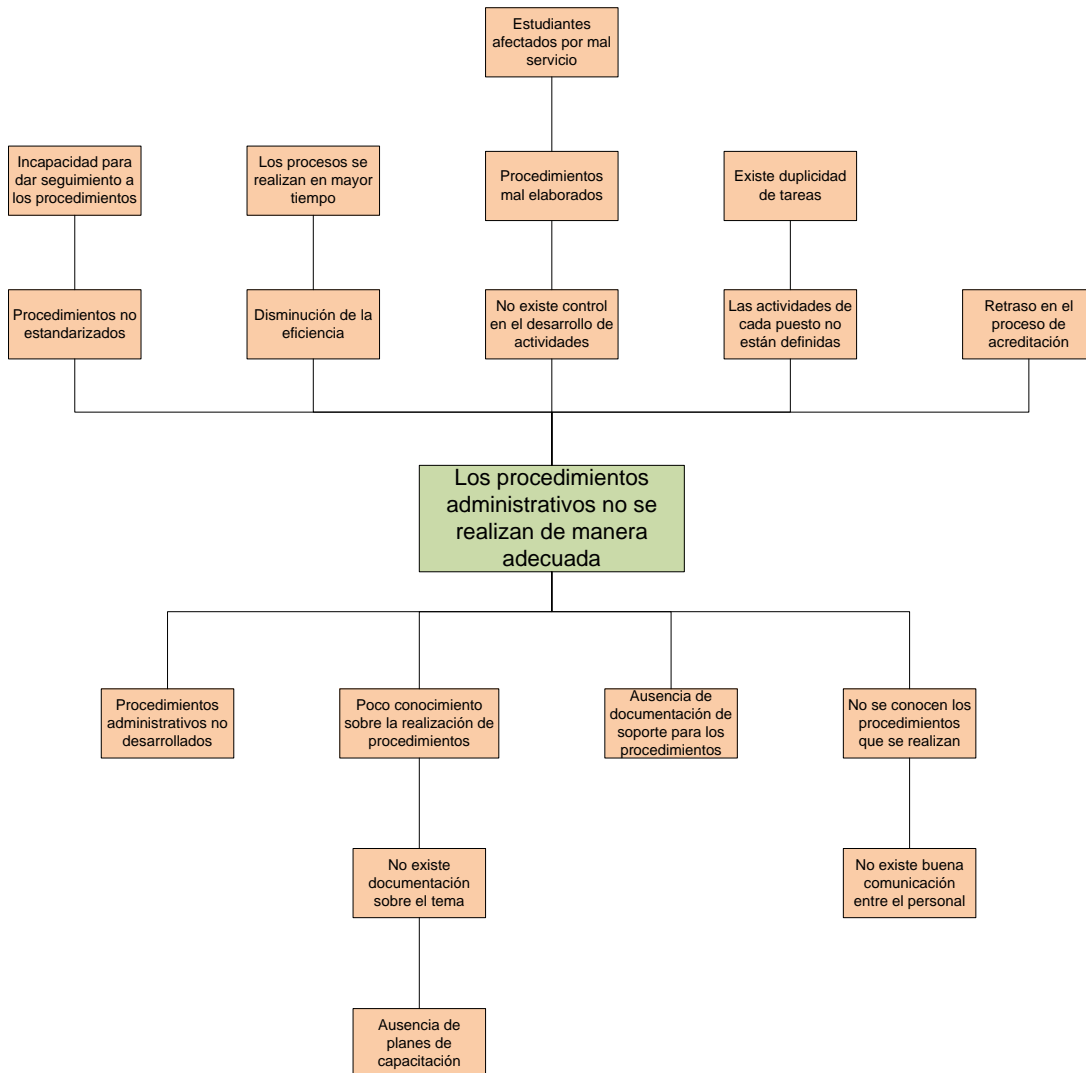 Estudiantes
afectados por mal
servicio
Incapacidad para
dar seguimiento a
los procedimientos
Los procesos se
realizan en mayor
tiempo
Procedimientos
mal elaborados
Existe duplicidad
de tareas
Procedimientos no
estandarizados
Disminución de la
eficiencia
No existe control
en el desarrollo de
actividades
Las actividades de
cada puesto no
están definidas
Retraso en el
proceso de
acreditación
Los procedimientos
administrativos no se
realizan de manera
adecuada
Procedimientos
administrativos no
desarrollados
Poco conocimiento
sobre la realización de
procedimientos
Ausencia de
documentación de
soporte para los
procedimientos
No se conocen los
procedimientos
que se realizan
No existe
documentación
sobre el tema
No existe buena
comunicación
entre el personal
Ausencia de
planes de
capacitación